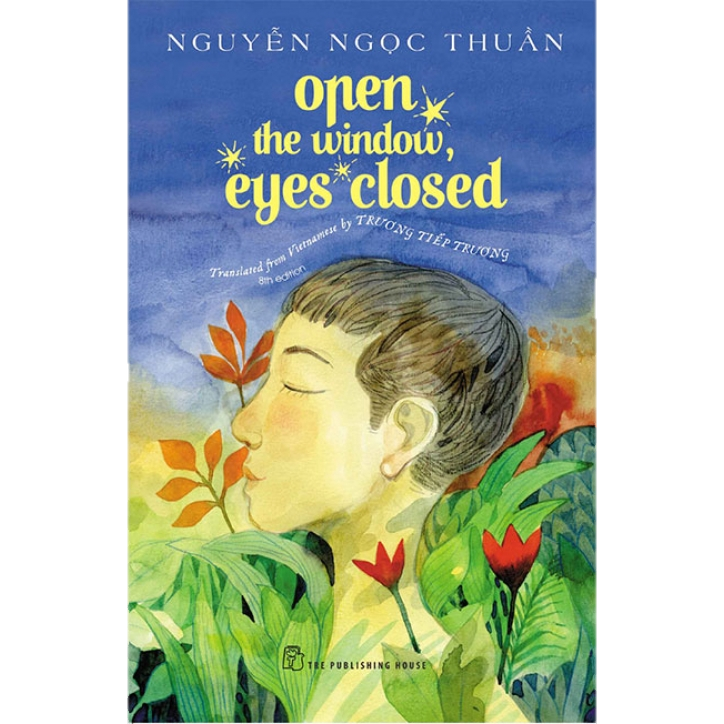 NGUYỄN NGỌC THUẦN
open
the window,
eyes closed
Translated from Vietnamese by TRƯƠNG TIẾP TRƯƠNG
8th edition
TRE PUBLISHING HOUSE